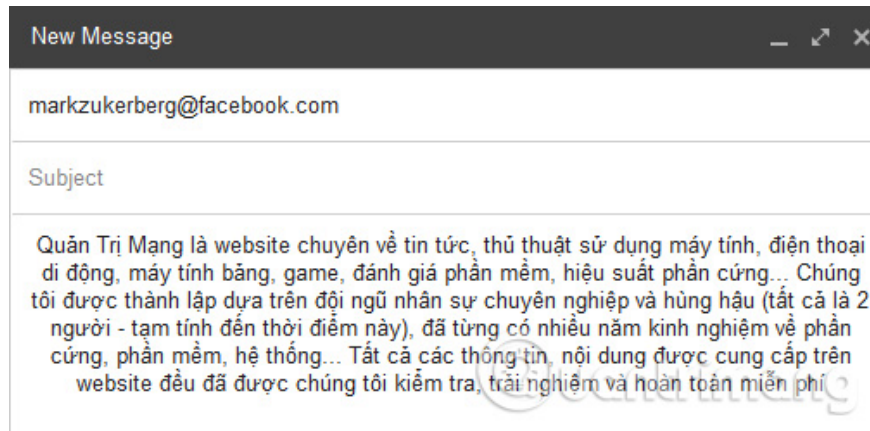 New Message
markzukerberg@facebook.com
Subject
Quản Trị Mạng là website chuyên về tin tức, thủ thuật sử dụng máy tính, điện thoại
di động, máy tính bảng, game, đánh giá phần mềm, hiệu suất phần cứng... Chúng
tôi được thành lập dựa trên đội ngũ nhân sự chuyên nghiệp và hùng hậu (tất cả là 2
người - tạm tính đến thời điểm này), đã từng có nhiều năm kinh nghiệm về phần
cứng, phần mềm, hệ thống... Tất cả các thông tin, nội dung được cung cấp trên
website đều đã được chúng tôi kiểm tra, trải nghiệm và hoàn toàn miễn phí
quantrimang